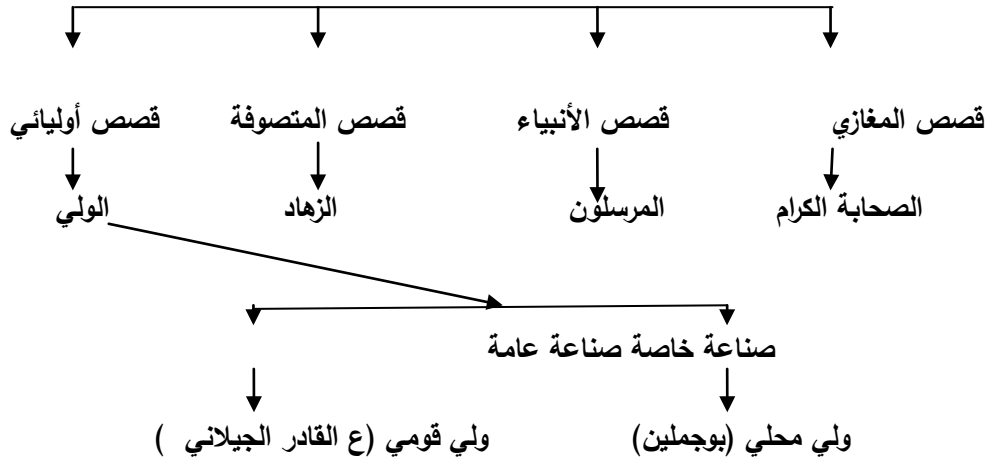 قصص المغازي قصص الأنبياء قصص المتصوفة قصص أوليائي
الصحابة الكرام المرسلون الزهاد الولي
صناعة خاصة صناعة عامة
ولي محلي (بوجملين) ولي قومي (ع القادر الجيلاني )